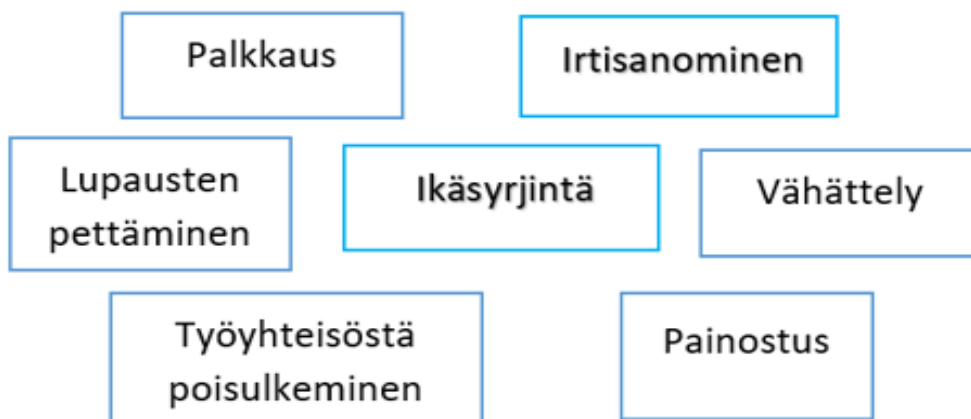 Palkkaus
Irtisanominen
Lupausten
pettäminen
Ikäsyrjintä
Vähättely
Työyhteisöstä
poisulkeminen
Painostus